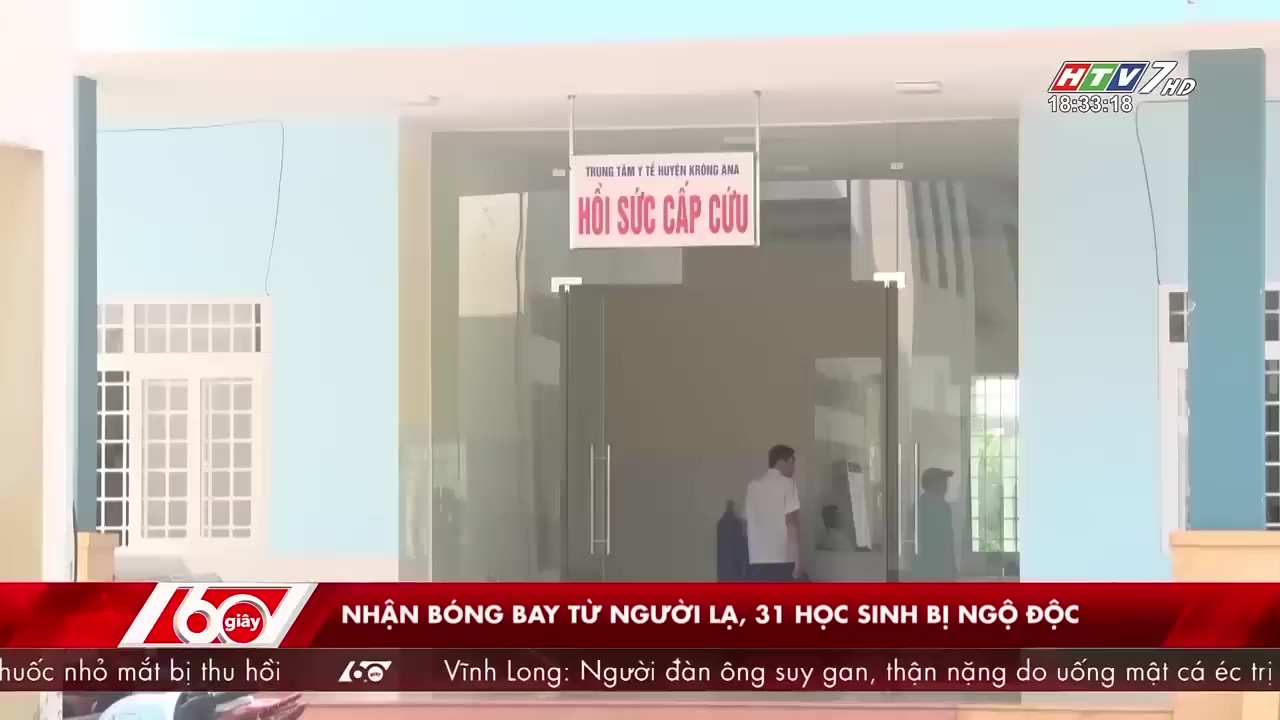 HTV7 HD
18:33:18
TRUNG TÂM Y TẾ HUYỆN KRÔNG ANA
HỒI SỨC CẤP CỨU
60 giây
NHẬN BÓNG BAY TỪ NGƯỜI LẠ, 31 HỌC SINH BỊ NGỘ ĐỘC
huốc nhỏ mắt bị thu hồi 60 giây Vĩnh Long: Người đàn ông suy gan, thận nặng do uống mật cá éc trị